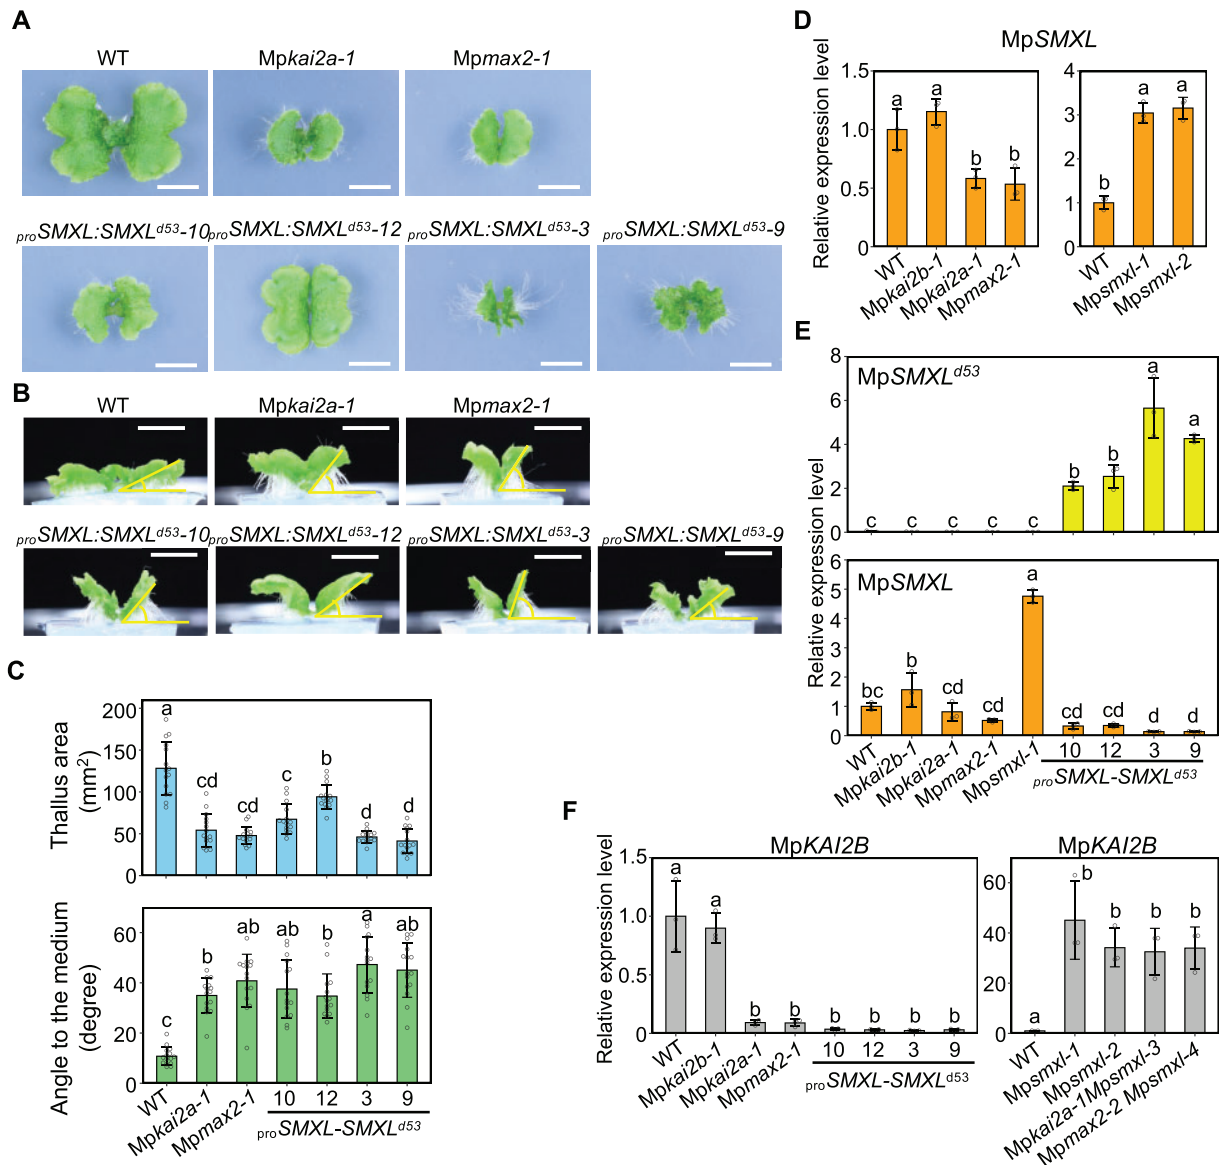 A
WT
Mpkai2a-1
Mpmax2-1
proSMXL:SMXLd53-10
proSMXL:SMXLd53-12
proSMXL:SMXLd53-3
proSMXL:SMXLd53-9
B
WT
Mpkai2a-1
Mpmax2-1
proSMXL:SMXLd53-10
proSMXL:SMXLd53-12
proSMXL:SMXLd53-3
proSMXL:SMXLd53-9
C
Thallus area
(mm2)
200
150
100
50
0
a
cd
cd
c
b
d
d
Angle to the medium
(degree)
60
40
20
0
c
b
ab
ab
b
a
ab
WT
Mpkai2a-1
Mpmax2-1
10
12
3
9
proSMXL-SMXLd53
D
MpSMXL
Relative expression level
1.5
1.0
0.5
0
a
a
b
b
WT
Mpkai2b-1
Mpkai2a-1
Mpmax2-1
4
3
2
1
0
b
a
a
WT
Mpsmxl-1
Mpsmxl-2
E
Relative expression level
MpSMXLd53
8
6
4
2
0
c
c
c
c
c
b
b
a
a
MpSMXL
6
5
4
3
2
1
0
bc
b
cd
cd
a
cd
cd
d
d
WT
Mpkai2b-1
Mpkai2a-1
Mpmax2-1
Mpsmxl-1
10
12
3
9
proSMXL-SMXLd53
F
MpKAI2B
Relative expression level
1.5
1.0
0.5
0
a
a
b
b
b
b
b
b
WT
Mpkai2b-1
Mpkai2a-1
Mpmax2-1
10
12
3
9
proSMXL-SMXLd53
MpKAI2B
60
40
20
0
a
b
b
b
b
WT
Mpsmxl-1
Mpsmxl-2
Mpkai2a-1Mpsmxl-3
Mpmax2-2 Mpsmxl-4